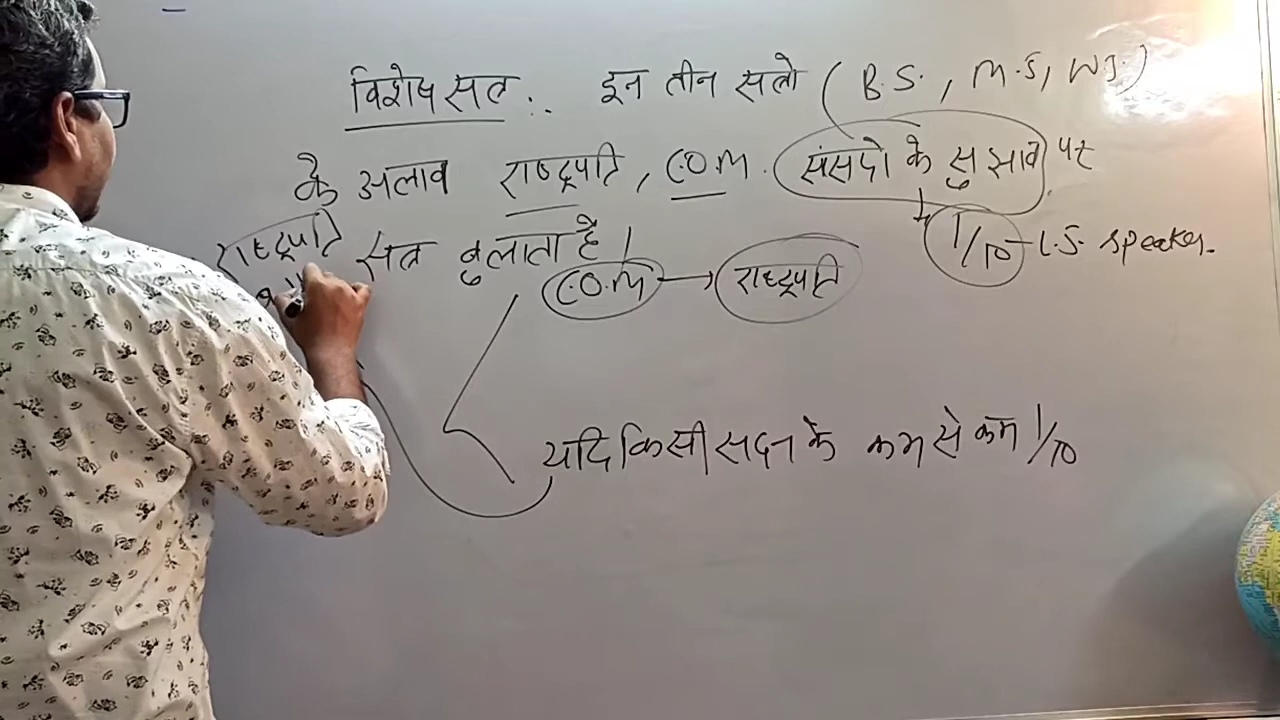 विशेष सत्र :. इन तीन सत्रो (B.S., M.S, W.S.)
के अलाव राष्ट्रपति, C.O.M. संसदो के सुझाव पर
1/10 - L.S. speaker.
राष्ट्रपति सत्र बुलाता है।
C.O.M → राष्ट्रपति
यदि किसी सदन के कम से कम 1/10